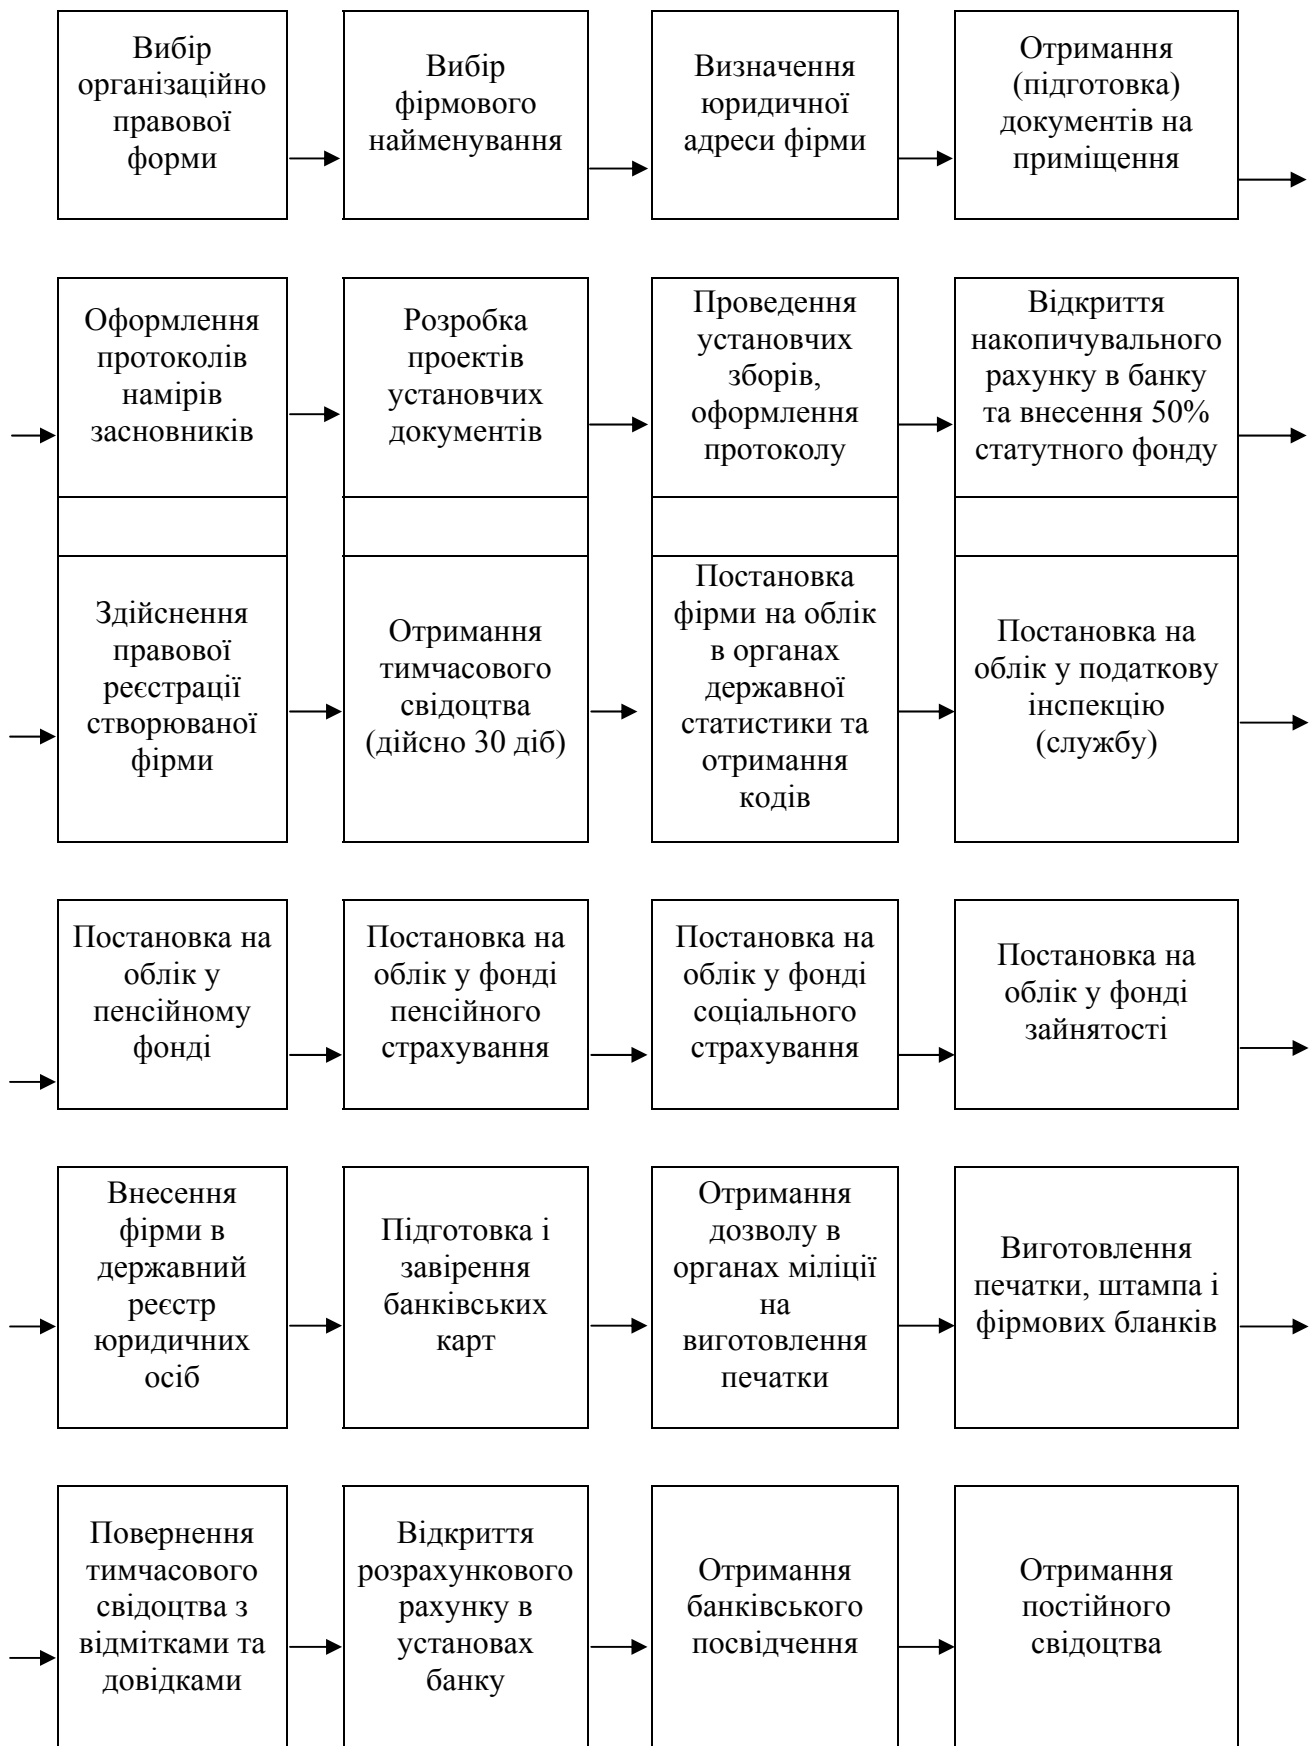 Вибір
організаційно
правової
форми
Вибір
фірмового
найменування
Визначення
юридичної
адреси фірми
Отримання
(підготовка)
документів на
приміщення
Оформлення
протоколів
намірів
засновників
Розробка
проектів
установчих
документів
Проведення
установчих
зборів,
оформлення
протоколу
Відкриття
накопичувального
рахунку в банку
та внесення 50%
статутного фонду
Здійснення
правової
реєстрації
створюваної
фірми
Отримання
тимчасового
свідоцтва
(дійсно 30 діб)
Постановка
фірми на облік
в органах
державної
статистики та
отримання
кодів
Постановка на
облік у податкову
інспекцію
(службу)
Постановка на
облік у
пенсійному
фонді
Постановка на
облік у фонді
пенсійного
страхування
Постановка на
облік у фонді
соціального
страхування
Постановка на
облік у фонді
зайнятості
Внесення
фірми в
державний
реєстр
юридичних
осіб
Підготовка і
завірення
банківських
карт
Отримання
дозволу в
органах міліції
на
виготовлення
печатки
Виготовлення
печатки, штампа і
фірмових бланків
Повернення
тимчасового
свідоцтва з
відмітками та
довідками
Відкриття
розрахункового
рахунку в
установах
банку
Отримання
банківського
посвідчення
Отримання
постійного
свідоцтва